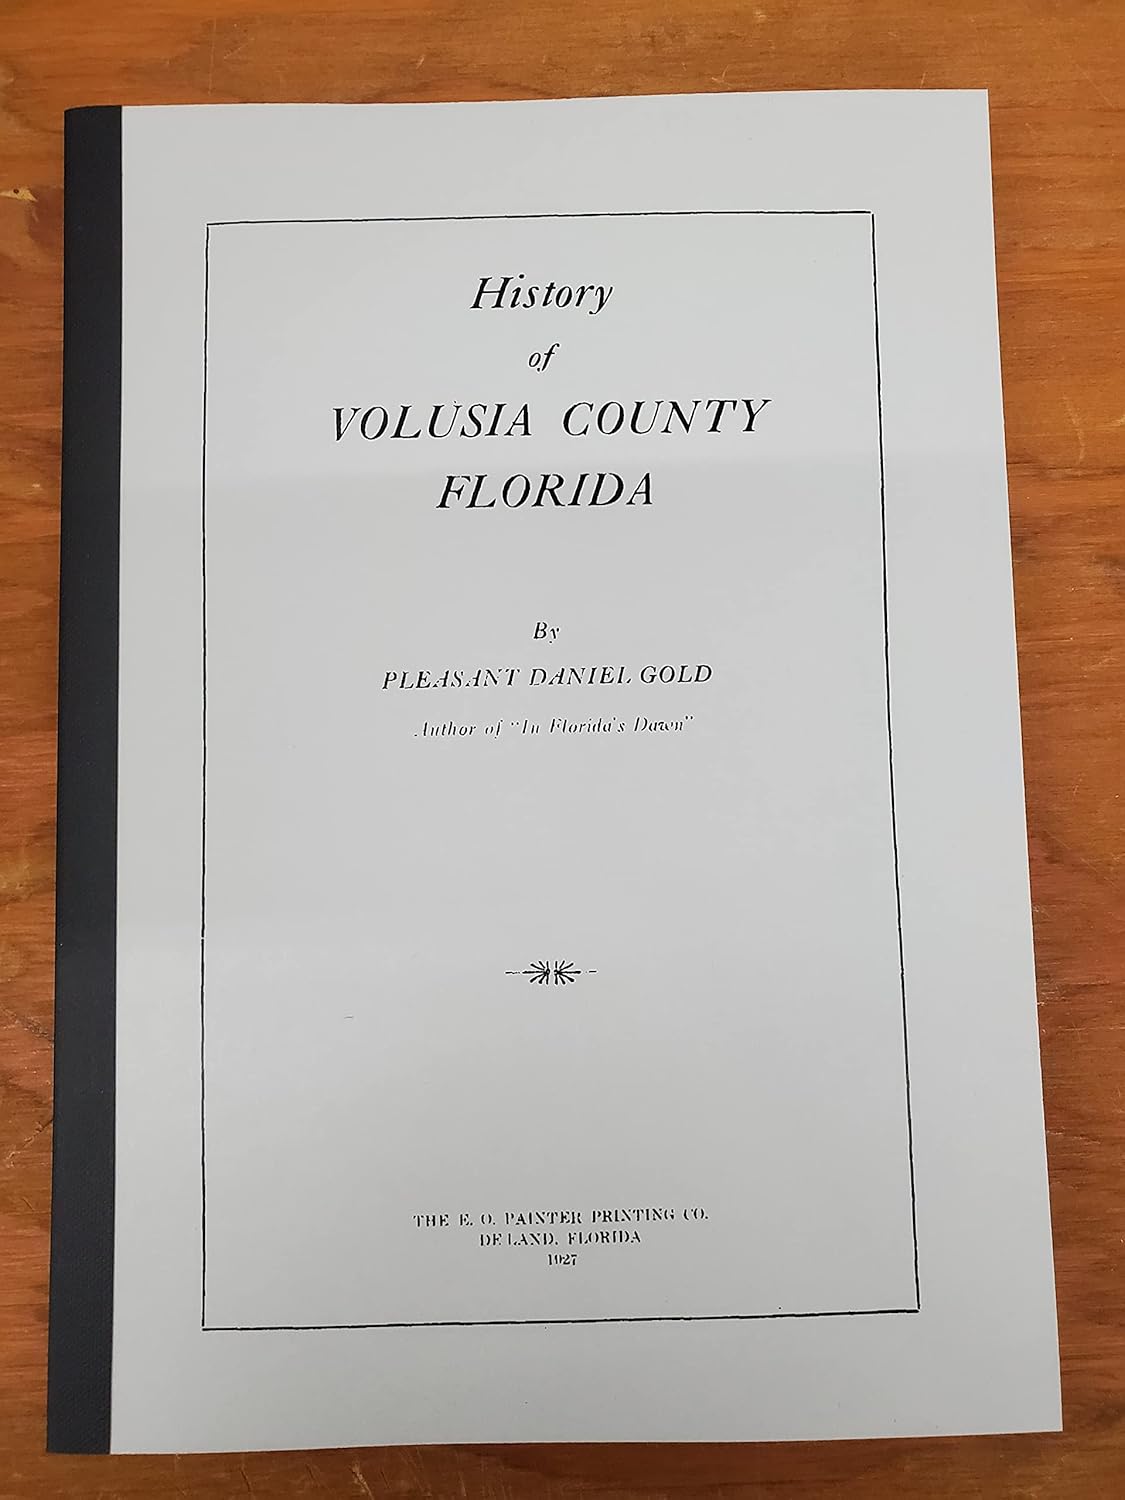 History
of
VOLUSIA COUNTY
FLORIDA
By
PLEASANT DANIEL GOLD
Author of "In Florida's Dawn"
THE E. O. PAINTER PRINTING CO.
DE LAND, FLORIDA
1927